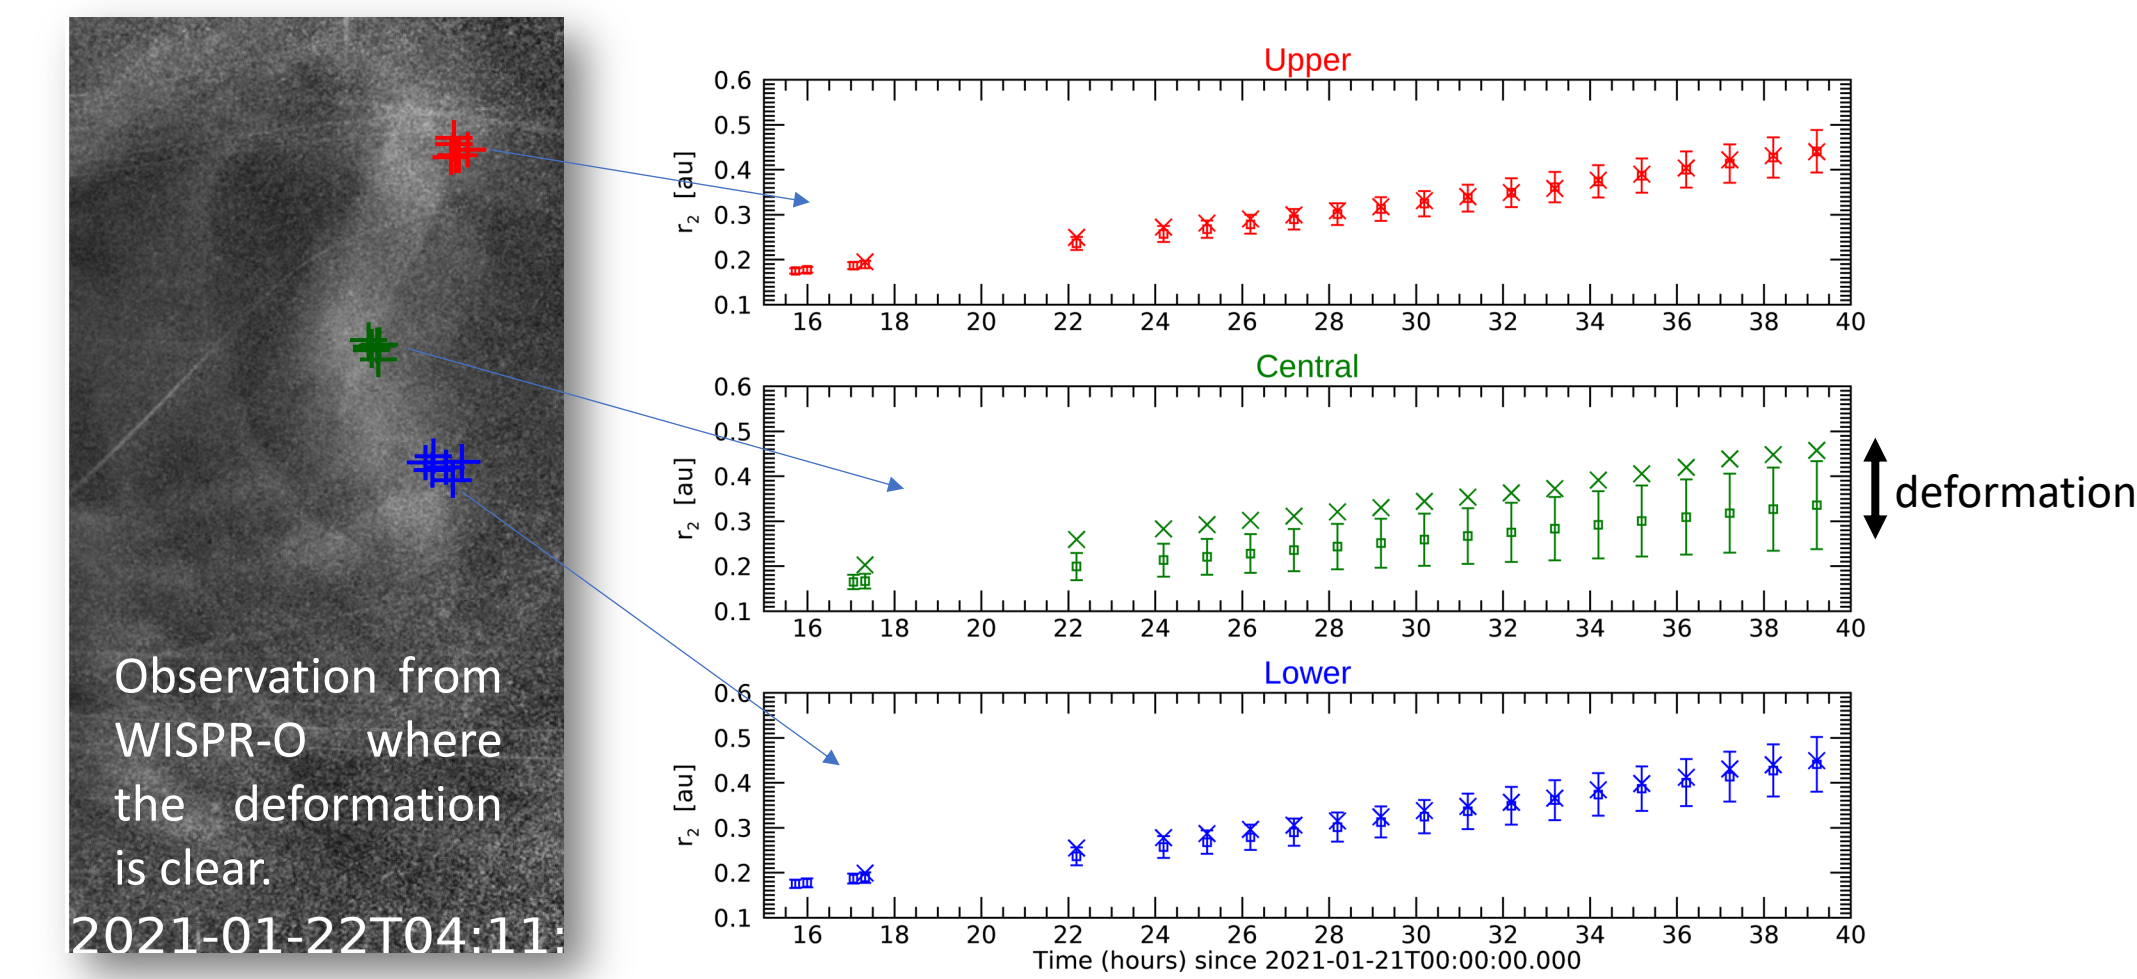 Observation from
WISPR-O where
the deformation
is clear.
2021-01-22T04:11:
Upper
0.6
0.5
0.4
0.3
0.2
0.1
r2 [au]
16 18 20 22 24 26 28 30 32 34 36 38 40
Central
0.6
0.5
0.4
0.3
0.2
0.1
r2 [au]
16 18 20 22 24 26 28 30 32 34 36 38 40
deformation
Lower
0.6
0.5
0.4
0.3
0.2
0.1
r2 [au]
16 18 20 22 24 26 28 30 32 34 36 38 40
Time (hours) since 2021-01-21T00:00:00.000